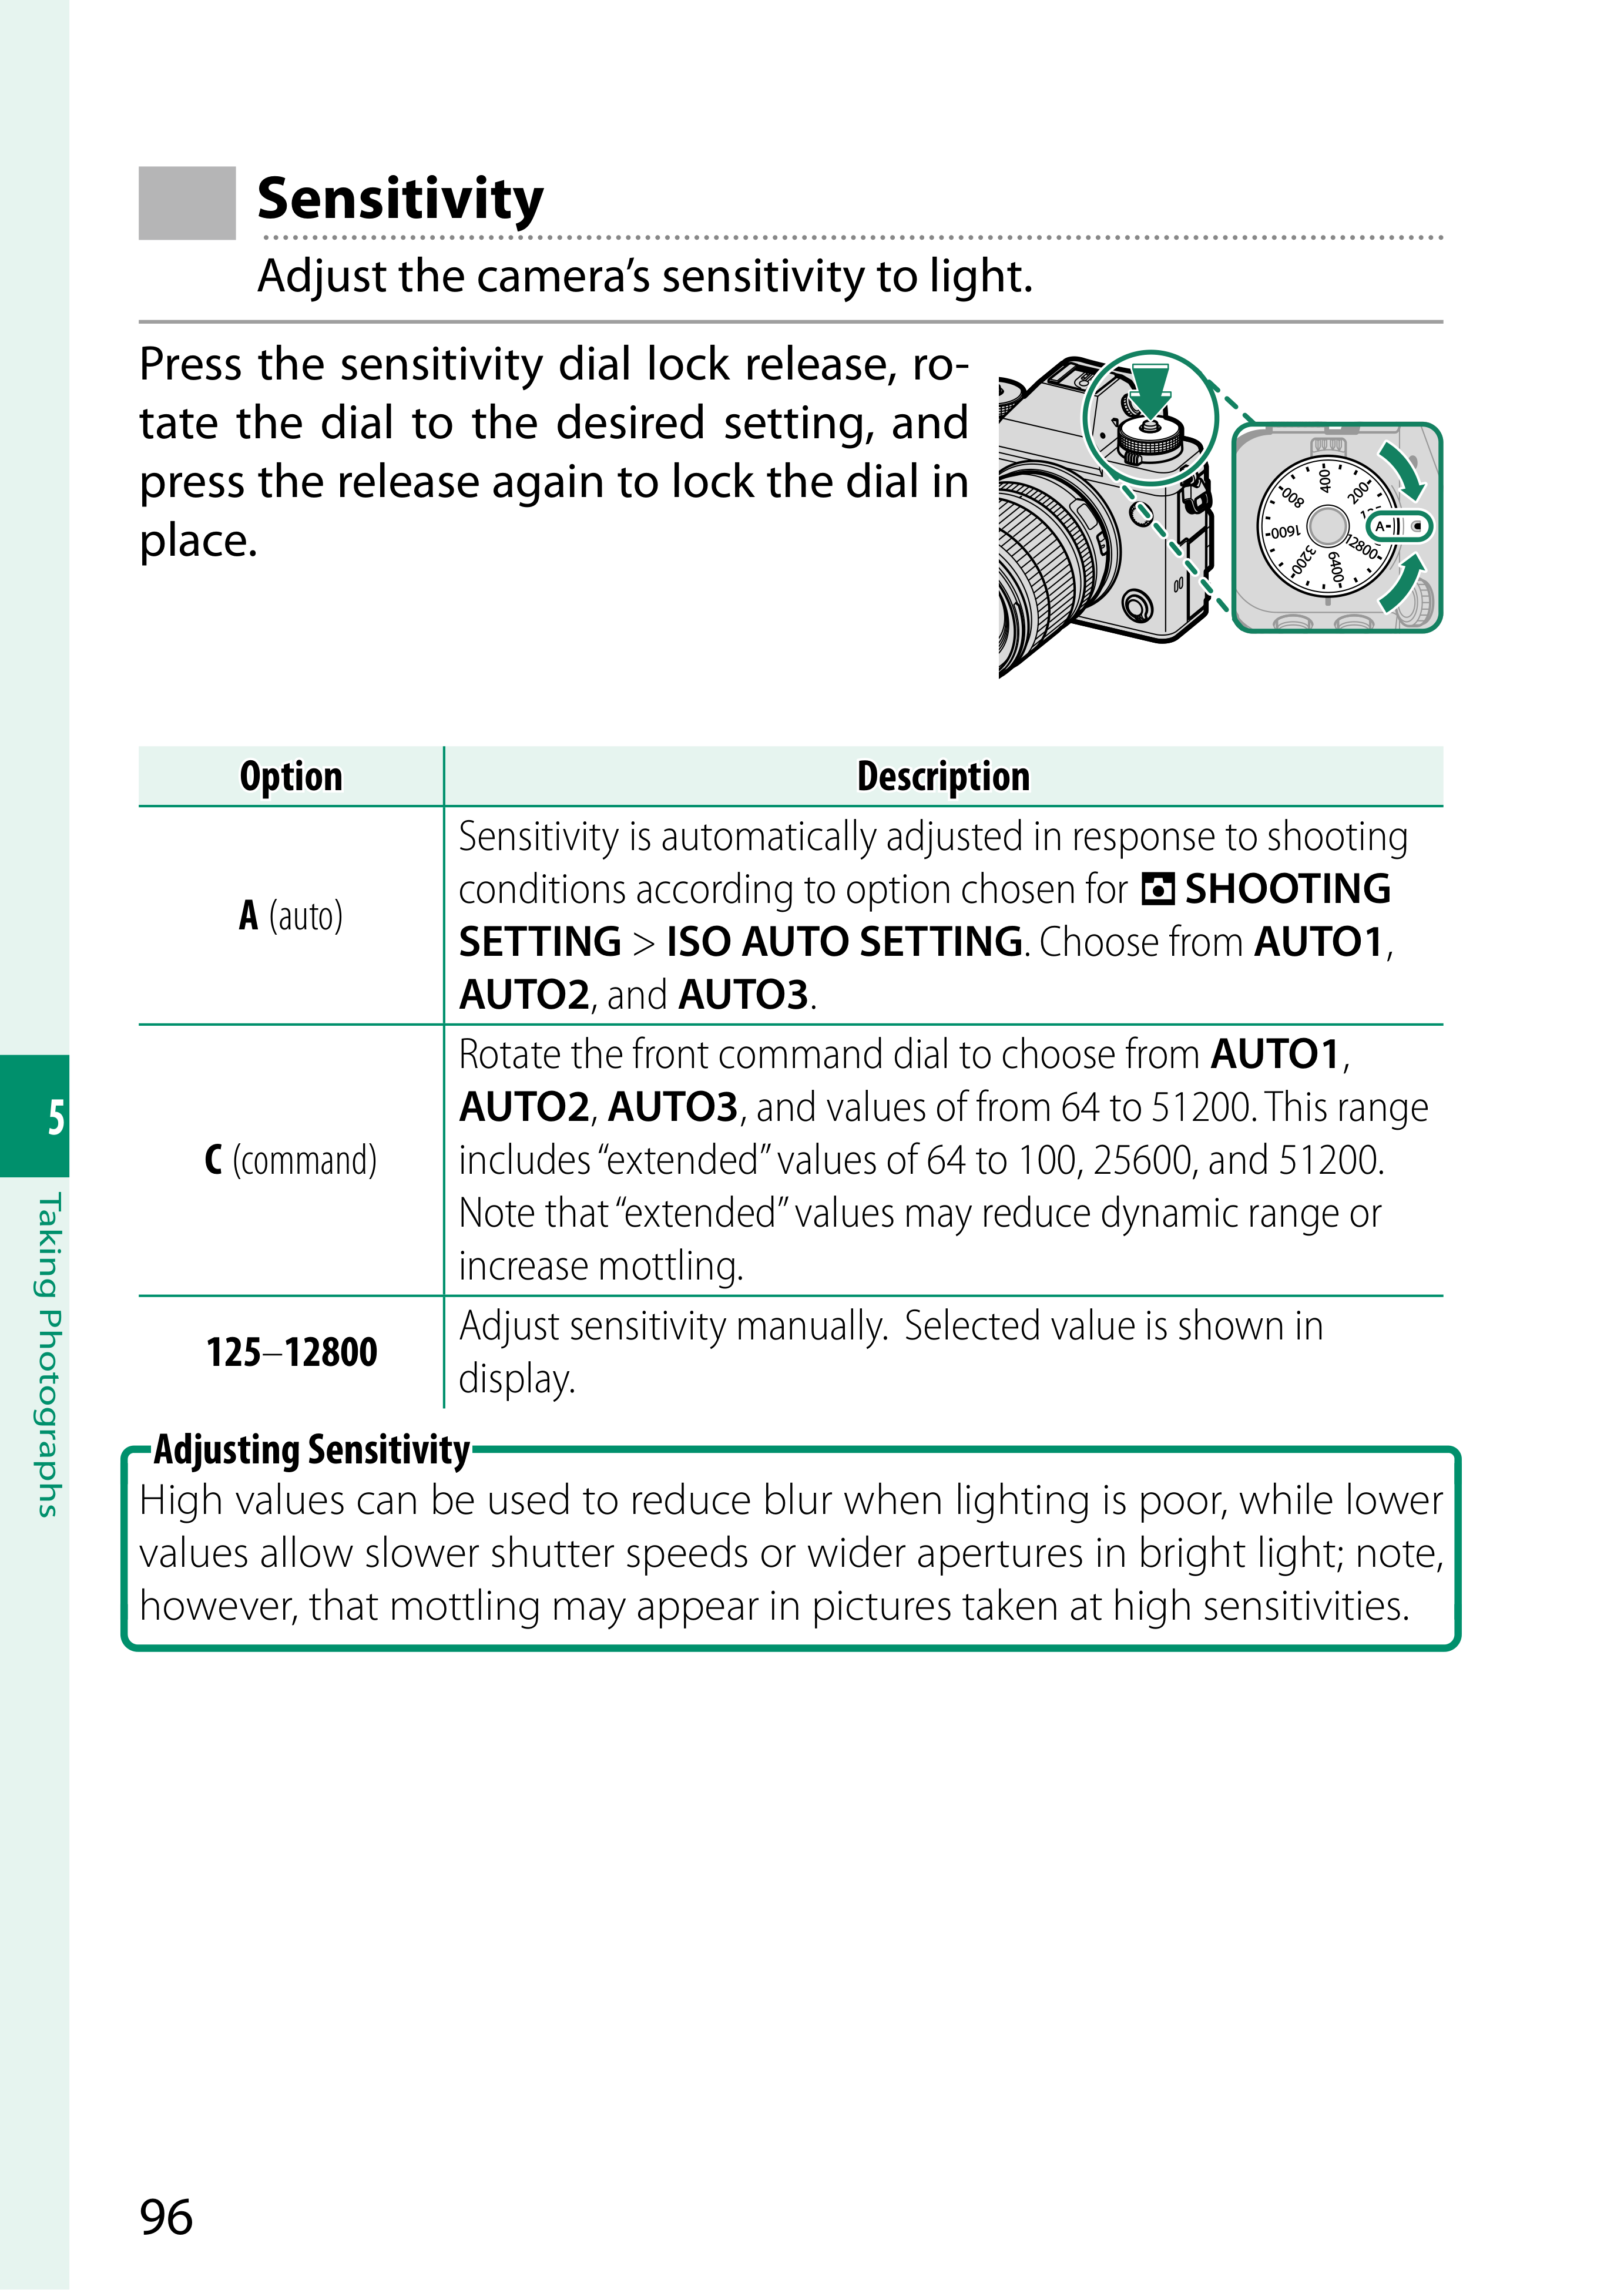 Sensitivity
Adjust the camera’s sensitivity to light.
Press the sensitivity dial lock release, ro-
tate the dial to the desired setting, and
press the release again to lock the dial in
place.
400
200
800
A
1600
12800
3200
6400
Option
Description
A (auto)
Sensitivity is automatically adjusted in response to shooting
conditions according to option chosen for SHOOTING
SETTING > ISO AUTO SETTING. Choose from AUTO1,
AUTO2, and AUTO3.
C (command)
Rotate the front command dial to choose from AUTO1,
AUTO2, AUTO3, and values of from 64 to 51200. This range
includes “extended” values of 64 to 100, 25600, and 51200.
Note that “extended” values may reduce dynamic range or
increase mottling.
125–12800
Adjust sensitivity manually. Selected value is shown in
display.
Adjusting Sensitivity
High values can be used to reduce blur when lighting is poor, while lower
values allow slower shutter speeds or wider apertures in bright light; note,
however, that mottling may appear in pictures taken at high sensitivities.
5
Taking Photographs
96